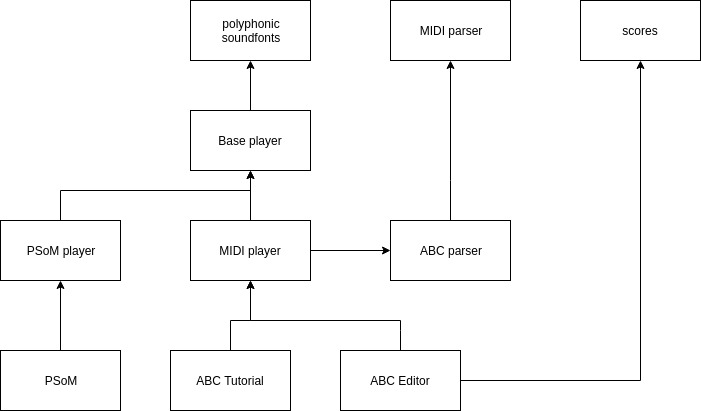 polyphonic
soundfonts
MIDI parser
scores
Base player
PSoM player
MIDI player
ABC parser
PSoM
ABC Tutorial
ABC Editor